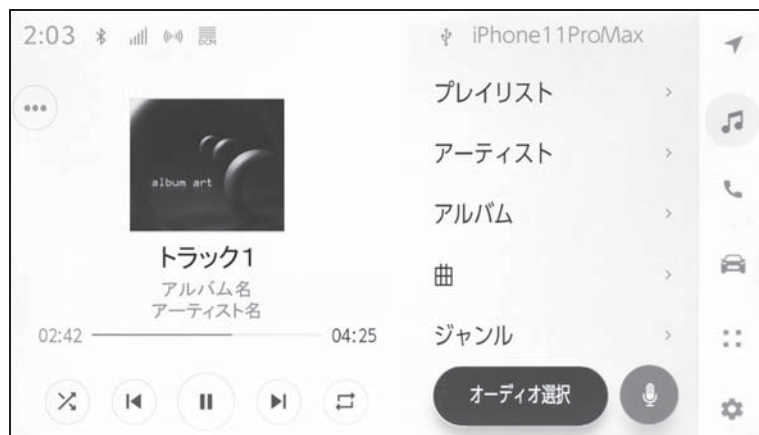 2:03
DCM
album art
トラック1
アルバム名
アーティスト名
02:42
04:25
iPhone11ProMax
プレイリスト
アーティスト
アルバム
曲
ジャンル
オーディオ選択